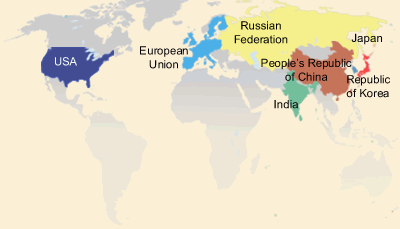 Russian
Federation
Japan
European
Union
USA
People's Republic
of China
Republic
of Korea
India